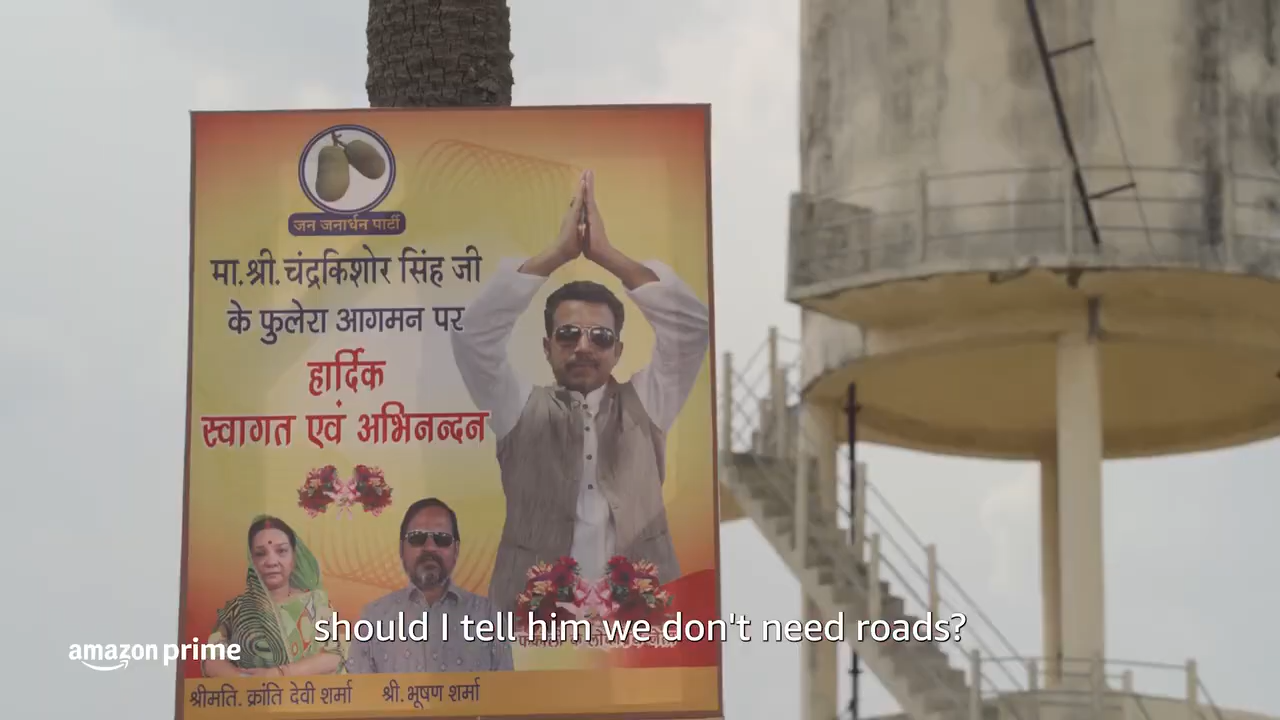 जन जनार्धन पार्टी
मा.श्री.चंद्रकिशोर सिंह जी
के फुलेरा आगमन पर
हार्दिक
स्वागत एवं अभिनन्दन
should I tell him we don't need roads?
amazon prime
श्रीमति. क्रांति देवी शर्मा श्री. भूषण शर्मा